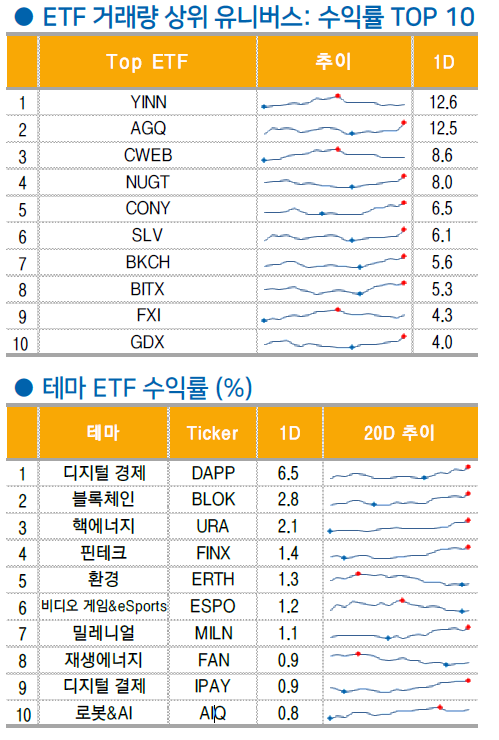 ● ETF 거래량 상위 유니버스: 수익률 TOP 10
Top ETF 추이 1D
1 YINN 12.6
2 AGQ 12.5
3 CWEB 8.6
4 NUGT 8.0
5 CONY 6.5
6 SLV 6.1
7 BKCH 5.6
8 BITX 5.3
9 FXI 4.3
10 GDX 4.0
● 테마 ETF 수익률 (%)
테마 Ticker 1D 20D 추이
1 디지털 경제 DAPP 6.5
2 블록체인 BLOK 2.8
3 핵에너지 URA 2.1
4 핀테크 FINX 1.4
5 환경 ERTH 1.3
6 비디오 게임&eSports ESPO 1.2
7 밀레니얼 MILN 1.1
8 재생에너지 FAN 0.9
9 디지털 결제 IPAY 0.9
10 로봇&AI AIQ 0.8